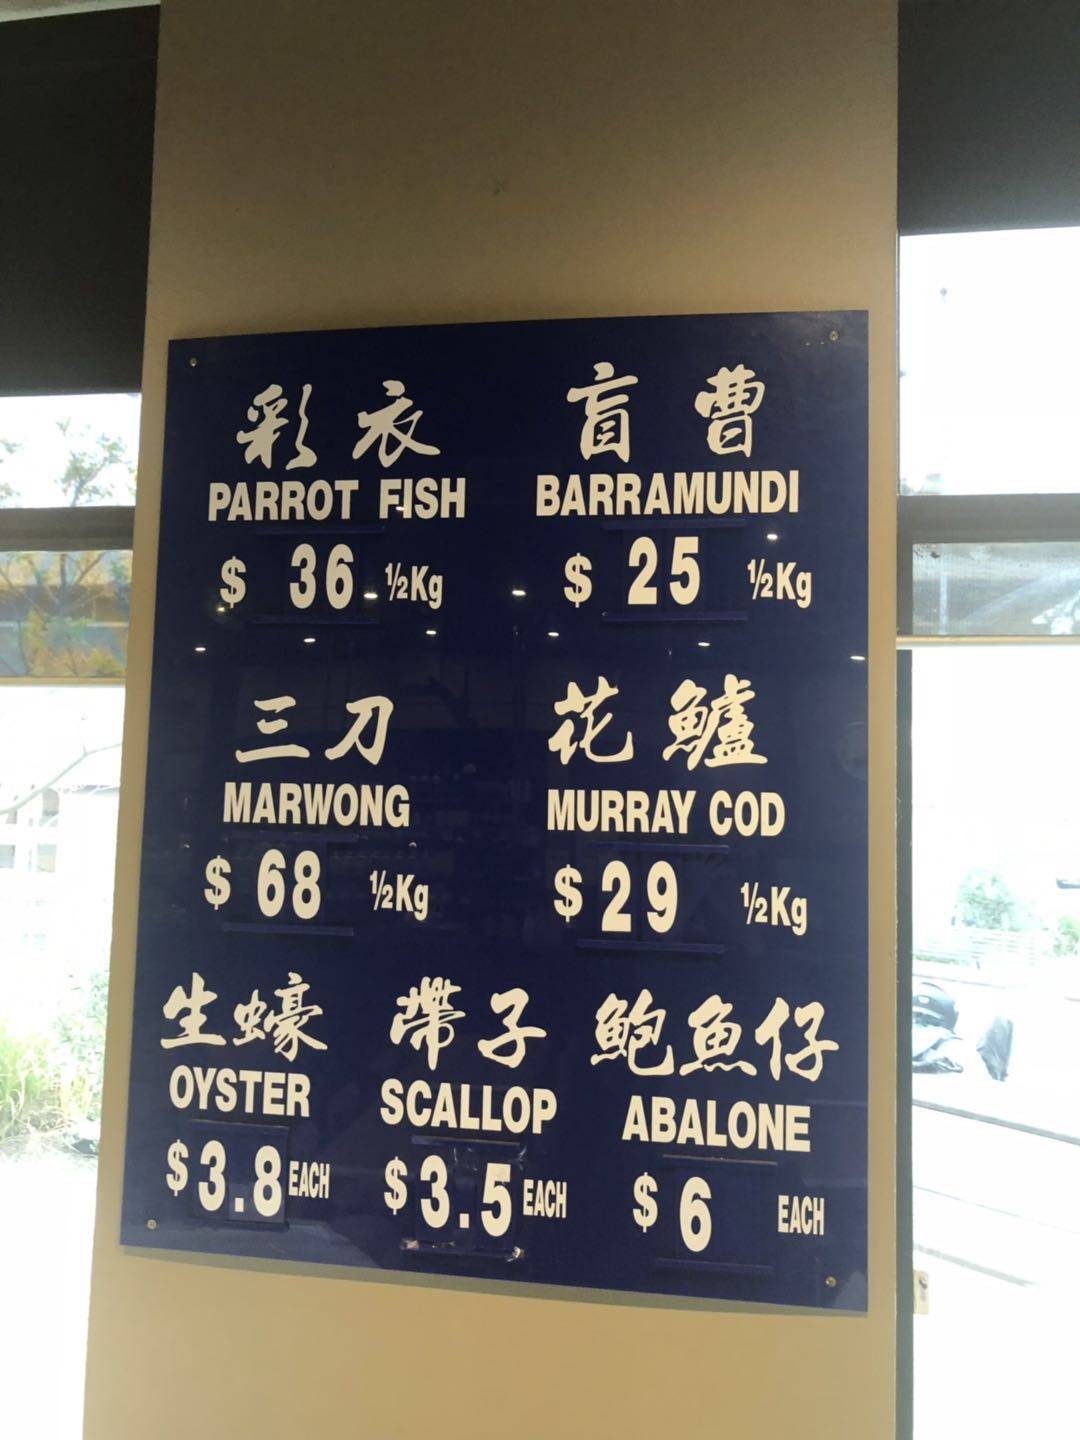 彩衣
PARROT FISH
$ 36 ½Kg
盲曹
BARRAMUNDI
$ 25 ½Kg
三刀
MARWONG
$ 68 ½Kg
花鱸
MURRAY COD
$ 29 ½Kg
生蠔
OYSTER
$3.8 EACH
帶子
SCALLOP
$3.5 EACH
鮑魚仔
ABALONE
$ 6 EACH